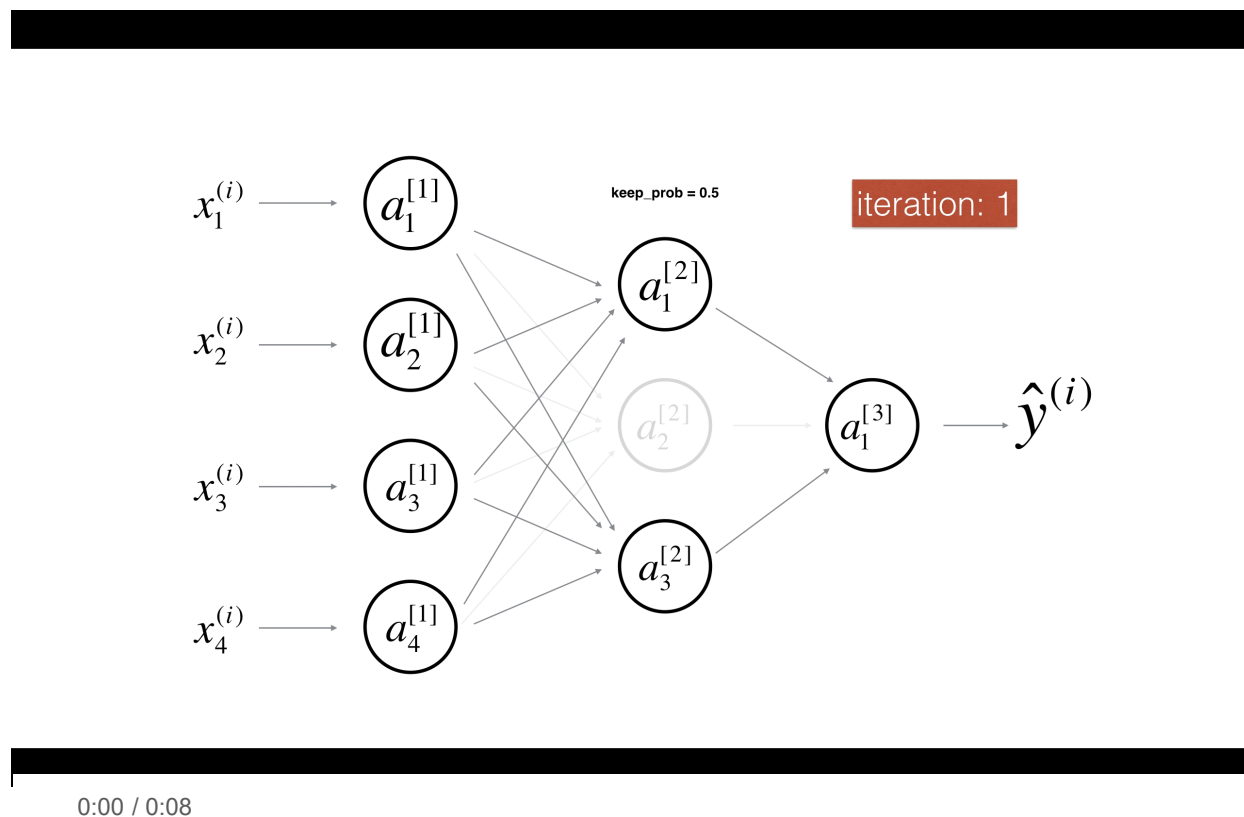 keep_prob = 0.5
iteration: 1
x_1^{(i)}
a_1^{[1]}
a_1^{[2]}
x_2^{(i)}
a_2^{[1]}
a_2^{[2]}
a_1^{[3]}
ŷ^{(i)}
x_3^{(i)}
a_3^{[1]}
a_3^{[2]}
x_4^{(i)}
a_4^{[1]}
0:00 / 0:08